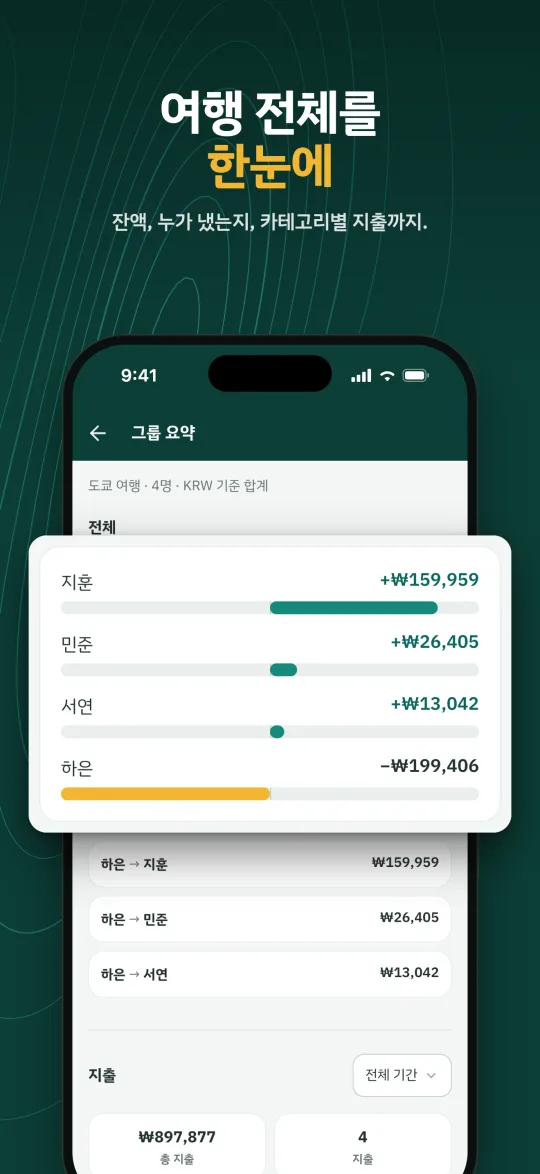 여행 전체를
한눈에
잔액, 누가 냈는지, 카테고리별 지출까지.
9:41
그룹 요약
도쿄 여행 · 4명 · KRW 기준 합계
전체
지훈 +₩159,959
민준 +₩26,405
서연 +₩13,042
하은 −₩199,406
하은 → 지훈 ₩159,959
하은 → 민준 ₩26,405
하은 → 서연 ₩13,042
지출 전체 기간
₩897,877 4
총 지출 지출